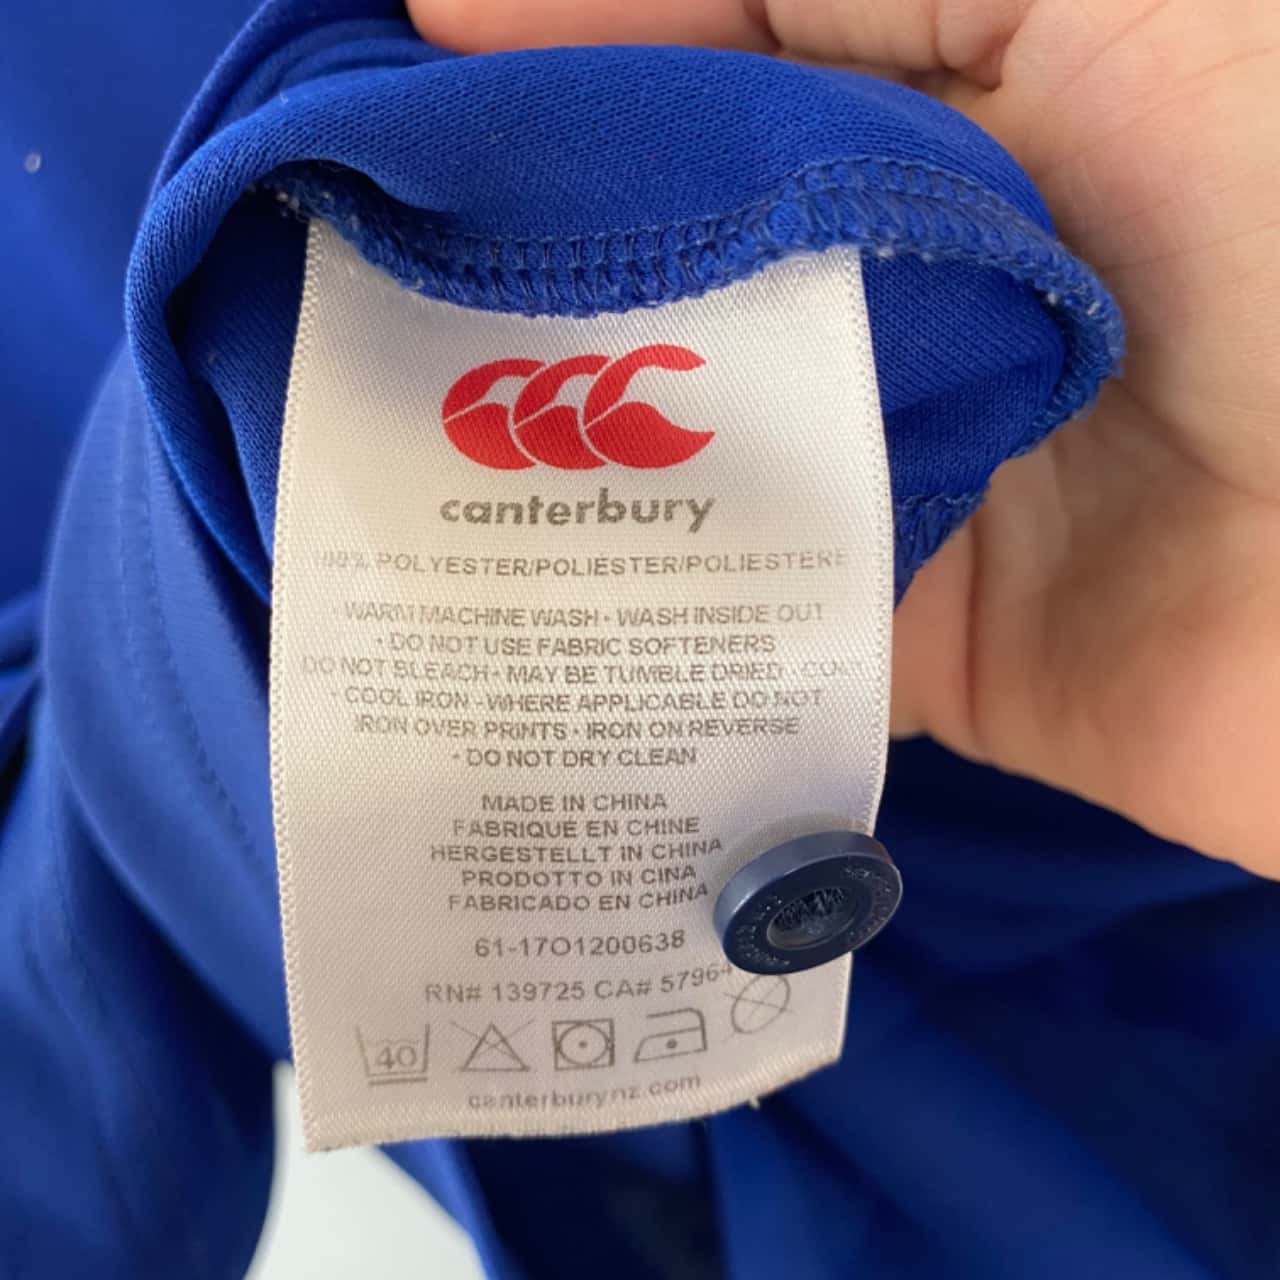 canterbury
100% POLYESTER/POLIÉSTER/POLIESTERE
WARM MACHINE WASH · WASH INSIDE OUT
· DO NOT USE FABRIC SOFTENERS
DO NOT BLEACH · MAY BE TUMBLE DRIED
· COOL IRON · WHERE APPLICABLE DO NOT
IRON OVER PRINTS · IRON ON REVERSE
· DO NOT DRY CLEAN
MADE IN CHINA
FABRIQUÉ EN CHINE
HERGESTELLT IN CHINA
PRODOTTO IN CINA
FABRICADO EN CHINA
61-17O1200638
RN# 139725 CA# 57964
40
canterburynz.com